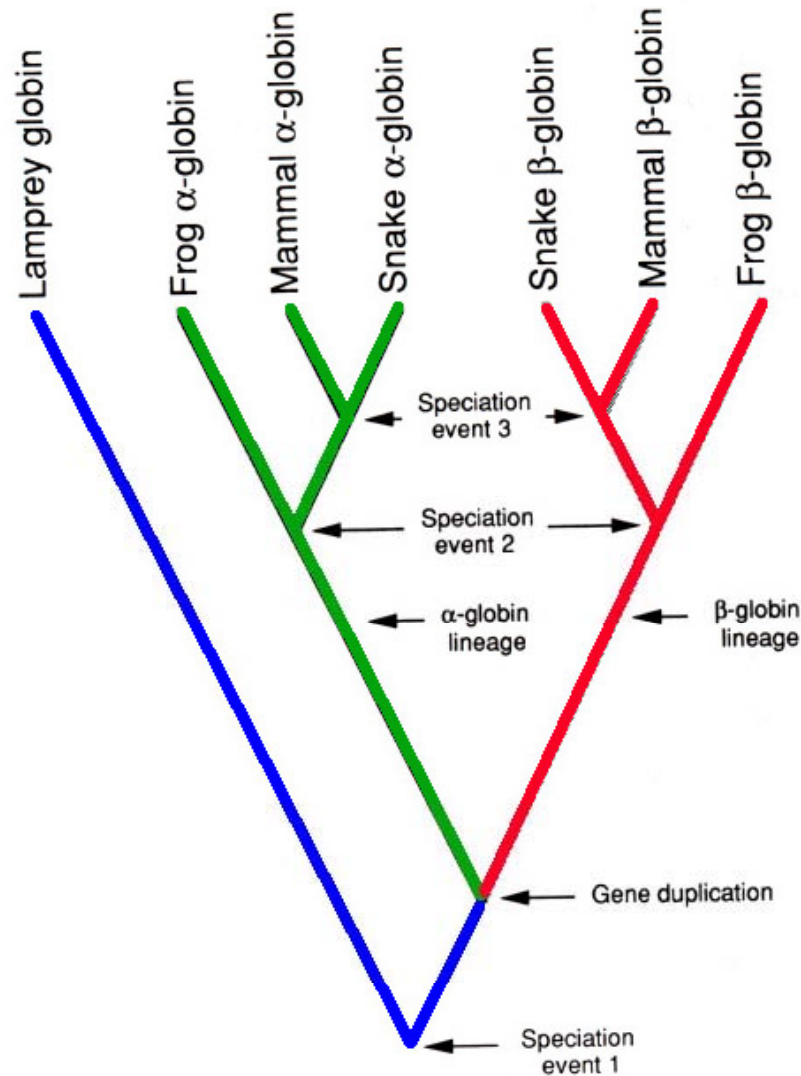 Lamprey globin
Frog α-globin
Mammal α-globin
Snake α-globin
Snake β-globin
Mammal β-globin
Frog β-globin
Speciation
event 3
Speciation
event 2
α-globin
lineage
β-globin
lineage
Gene duplication
Speciation
event 1